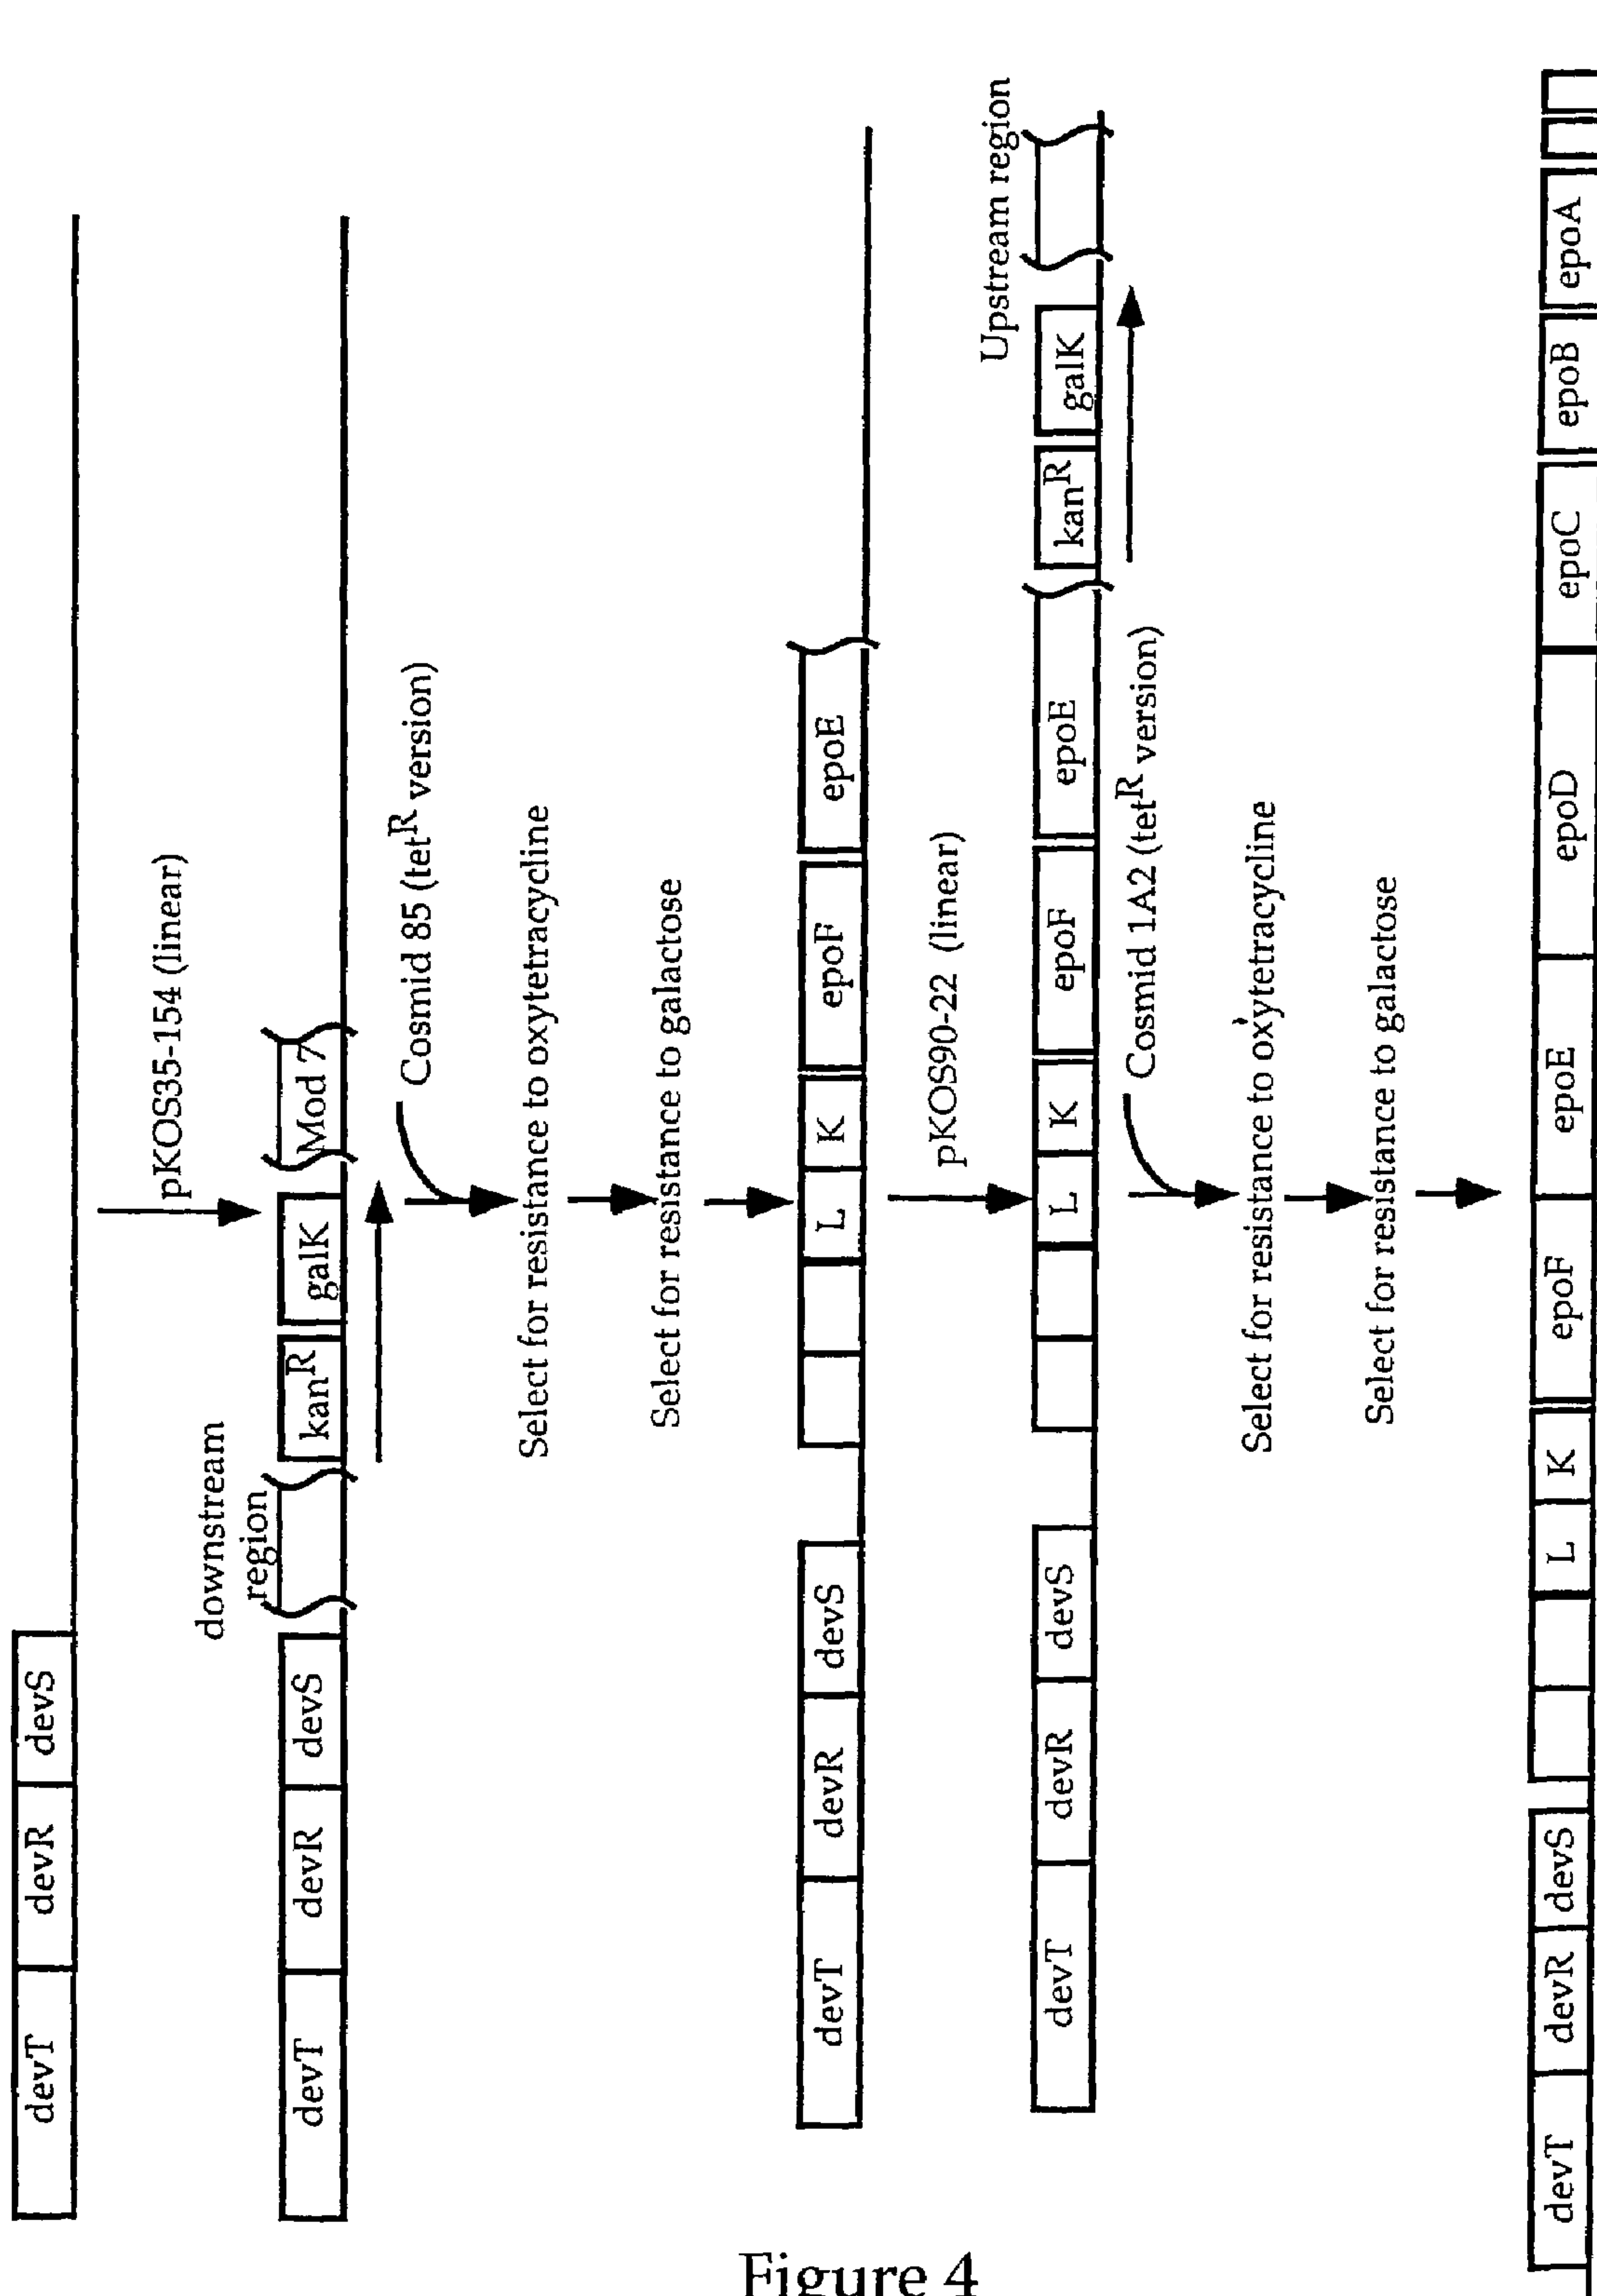 devT devR devS
pKOS35-154 (linear)
downstream
region
devT devR devS kanR galK Mod 7
Cosmid 85 (tetR version)
Select for resistance to oxytetracycline
Select for resistance to galactose
devT devR devS L K epoF epoE
pKOS90-22 (linear)
Upstream region
devT devR devS L K epoF epoE kanR galK
Cosmid 1A2 (tetR version)
Select for resistance to oxytetracycline
Select for resistance to galactose
devT devR devS L K epoF epoE epoD epoC epoB epoA
Figure 4